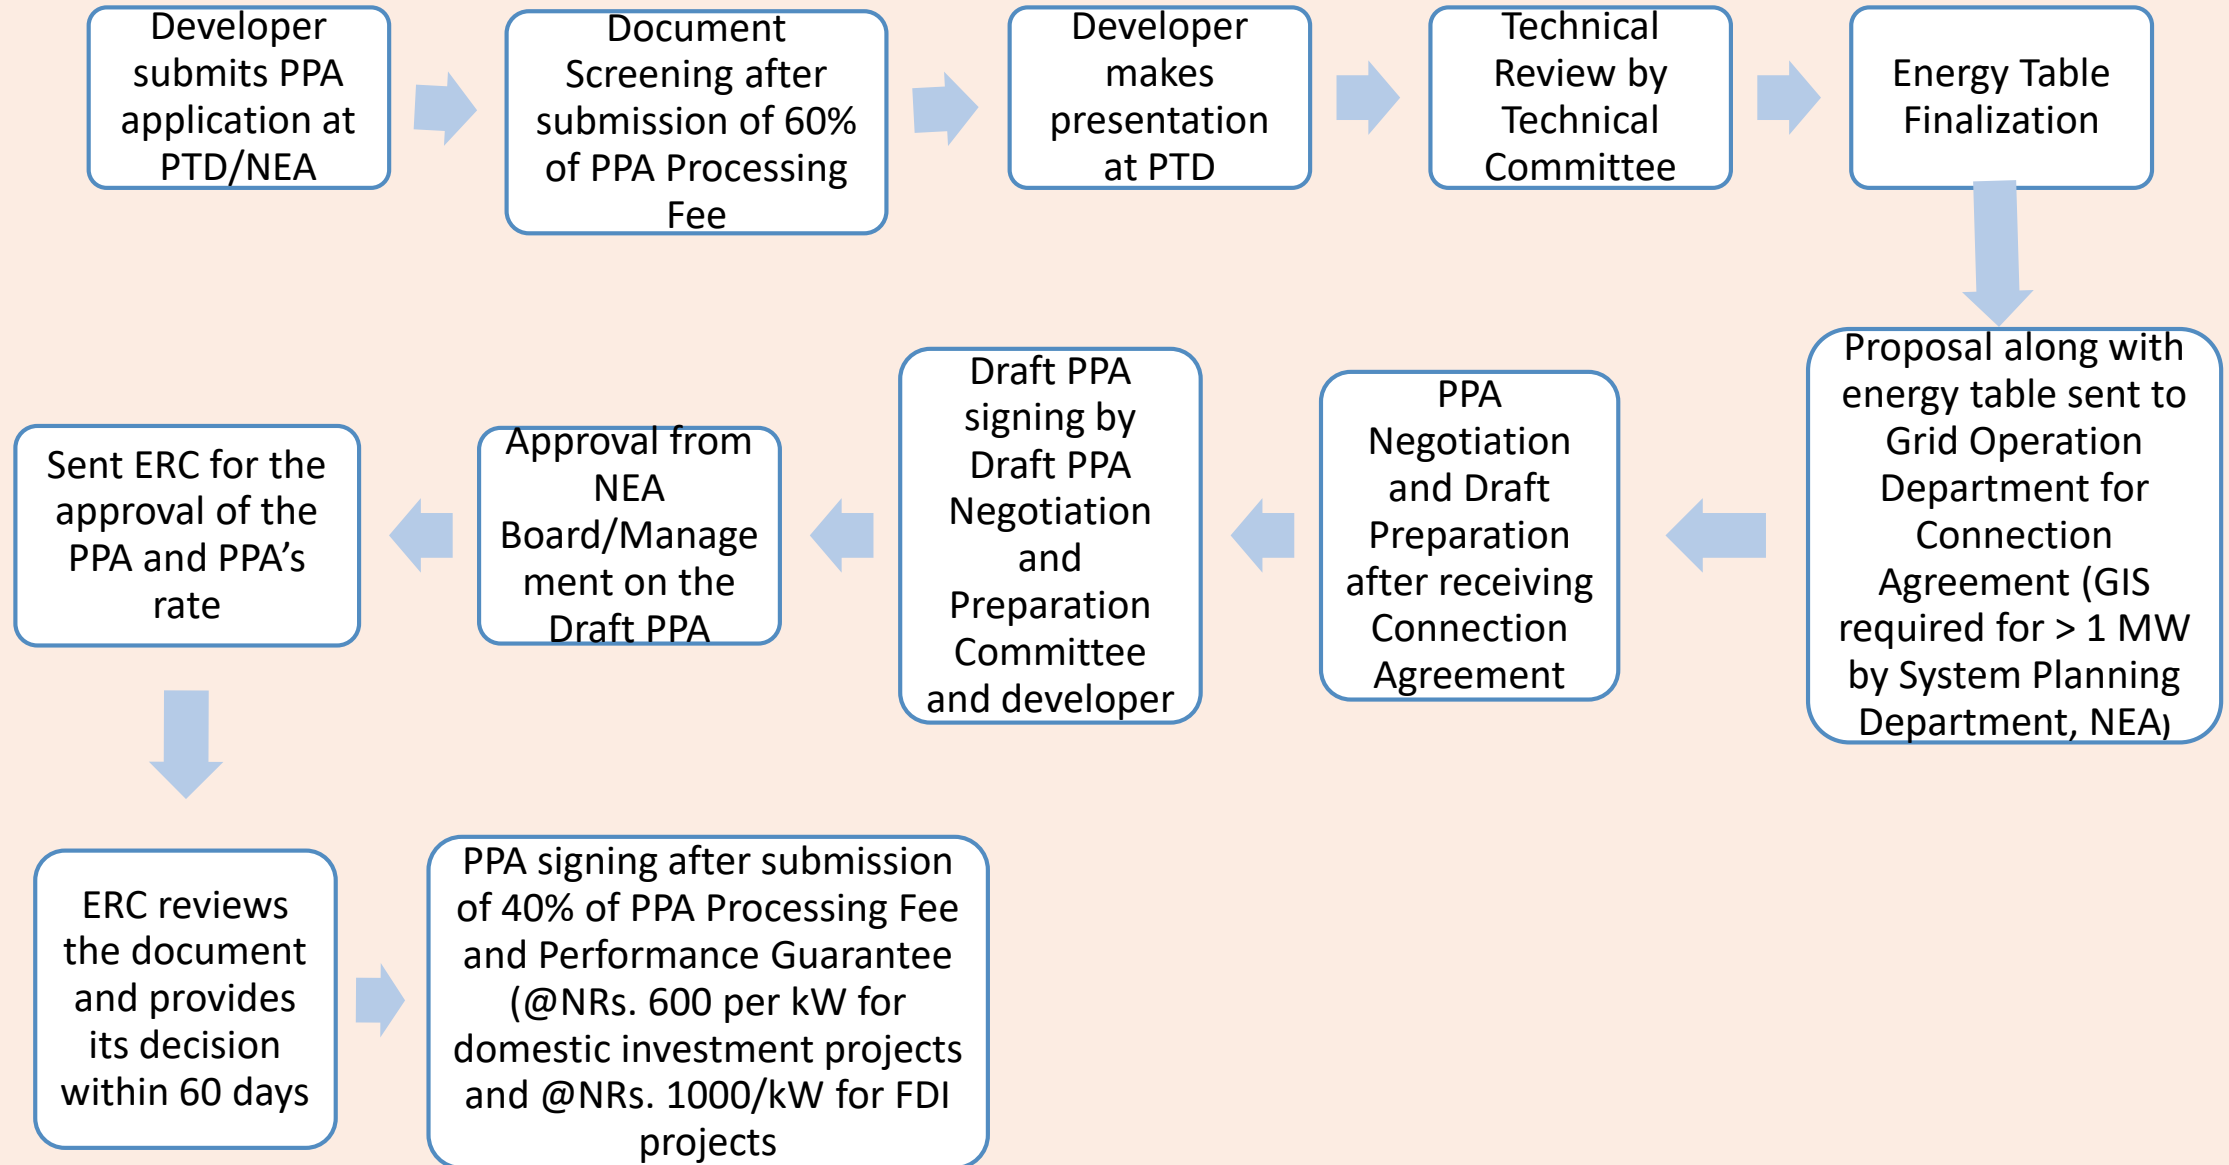 Developer
submits PPA
application at
PTD/NEA
Document
Screening after
submission of 60%
of PPA Processing
Fee
Developer
makes
presentation
at PTD
Technical
Review by
Technical
Committee
Energy Table
Finalization
Proposal along with
energy table sent to
Grid Operation
Department for
Connection
Agreement (GIS
required for > 1 MW
by System Planning
Department, NEA)
PPA
Negotiation
and Draft
Preparation
after receiving
Connection
Agreement
Draft PPA
signing by
Draft PPA
Negotiation
and
Preparation
Committee
and developer
Approval from
NEA
Board/Manage
ment on the
Draft PPA
Sent ERC for the
approval of the
PPA and PPA’s
rate
ERC reviews
the document
and provides
its decision
within 60 days
PPA signing after submission
of 40% of PPA Processing Fee
and Performance Guarantee
(@NRs. 600 per kW for
domestic investment projects
and @NRs. 1000/kW for FDI
projects